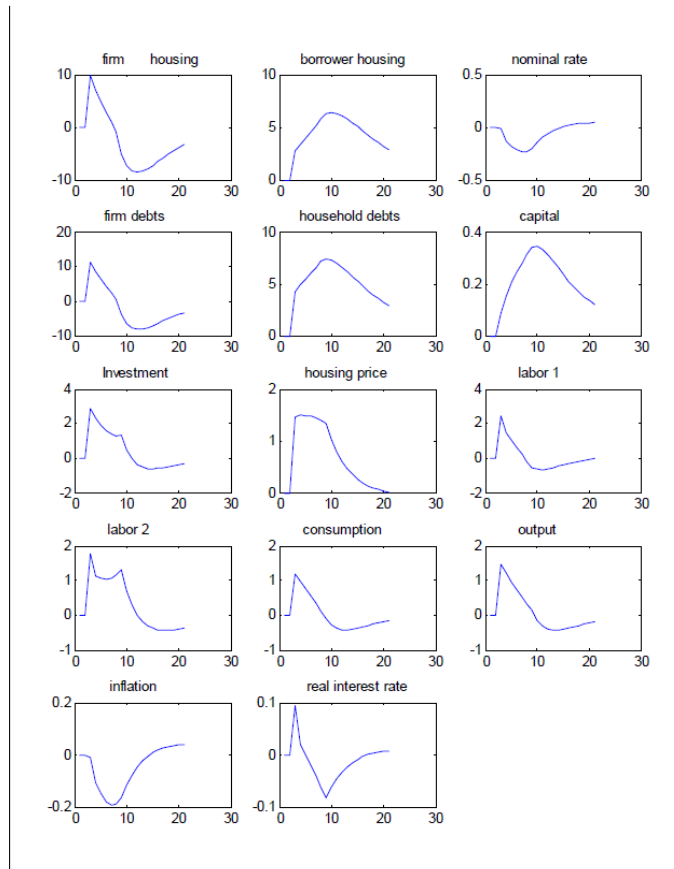 firm housing
borrower housing
nominal rate
10
0
-10
0 10 20 30
10
5
0
0 10 20 30
0.5
0
-0.5
0 10 20 30
firm debts
household debts
capital
20
10
0
-10
0 10 20 30
10
5
0
0 10 20 30
0.4
0.2
0
0 10 20 30
Investment
housing price
labor 1
4
2
0
-2
0 10 20 30
2
1
0
0 10 20 30
4
2
0
-2
0 10 20 30
labor 2
consumption
output
2
1
0
-1
0 10 20 30
2
1
0
-1
0 10 20 30
2
1
0
-1
0 10 20 30
inflation
real interest rate
0.2
0
-0.2
0 10 20 30
0.1
0
-0.1
0 10 20 30